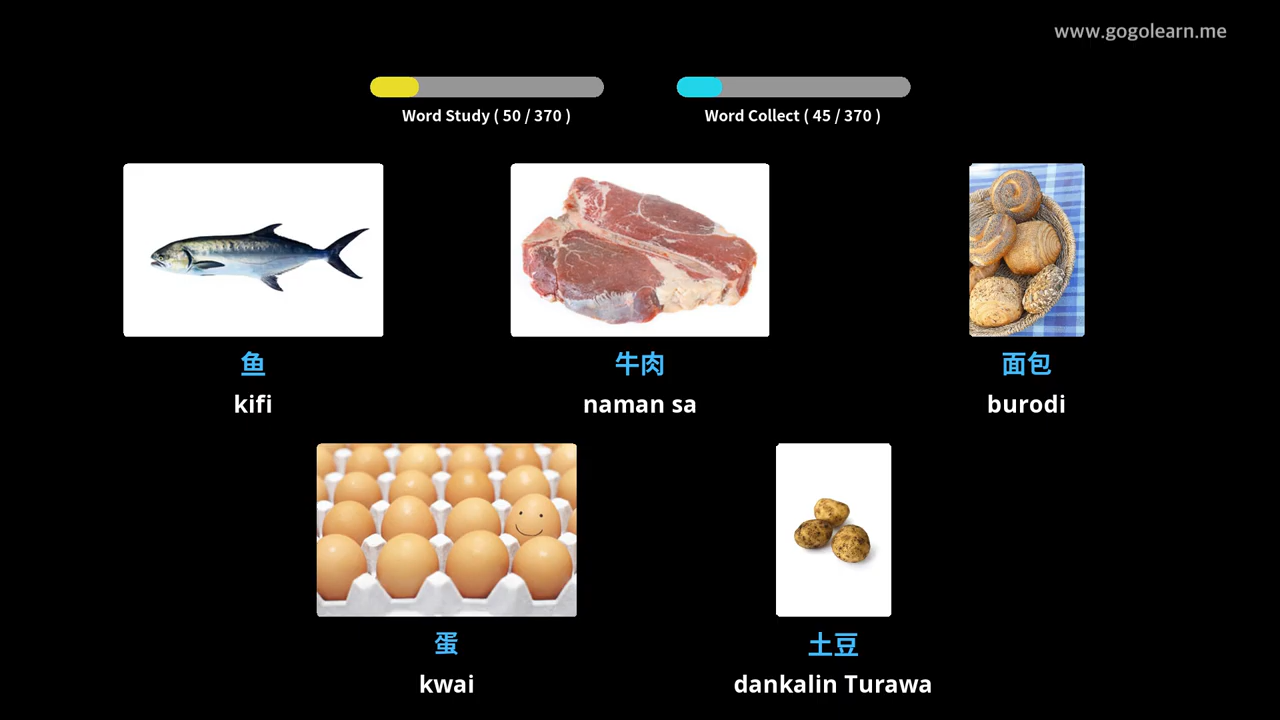 www.gogolearn.me
Word Study ( 50 / 370 )
Word Collect ( 45 / 370 )
鱼
kifi
牛肉
naman sa
面包
burodi
蛋
kwai
土豆
dankalin Turawa